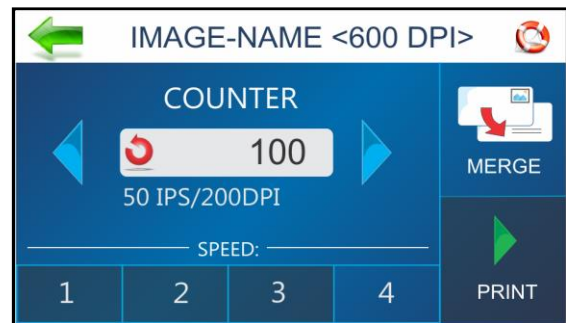 IMAGE-NAME <600 DPI>
COUNTER
100
50 IPS/200DPI
SPEED:
1 2 3 4
MERGE
PRINT